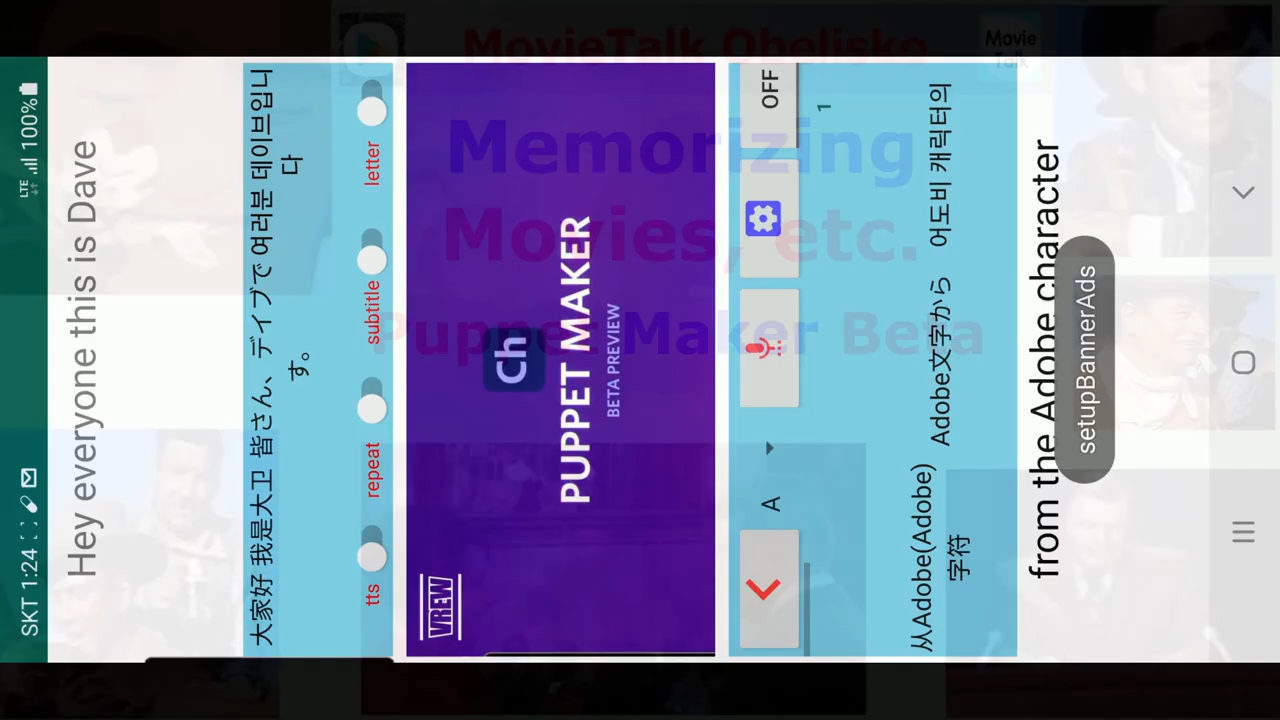 MovieTalk Obelisko
Movie
Talk
Memorizing
Movies, etc.
Puppet Maker Beta
SKT 1:24
LTE
100%
Hey everyone this is Dave
大家好 我是大卫 皆さん、デイブで 여러분 데이브입니
す。
다
tts
repeat
subtitle
letter
VREW
Ch
PUPPET MAKER
BETA PREVIEW
A
OFF
1
从Adobe(Adobe)
字符
Adobe文字から
어도비 캐릭터의
from the Adobe character
setupBannerAds